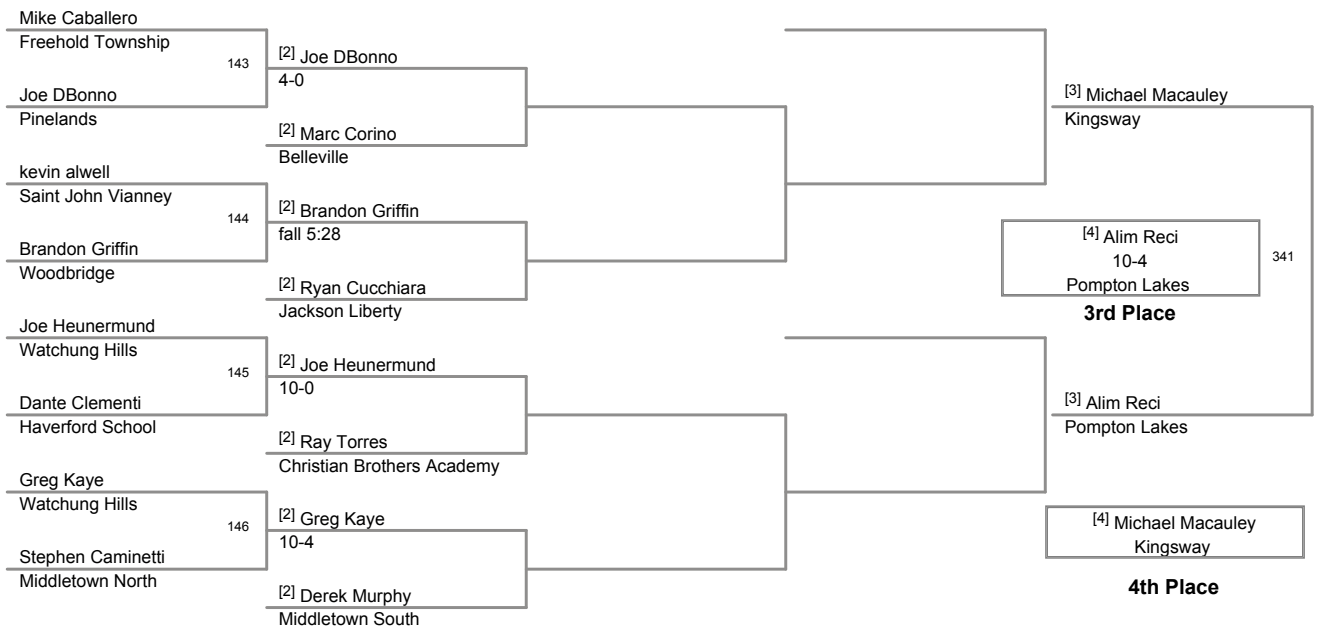 Mike Caballero
Freehold Township
143
Joe DBonno
Pinelands
kevin alwell
Saint John Vianney
144
Brandon Griffin
Woodbridge
Joe Heunermund
Watchung Hills
145
Dante Clementi
Haverford School
Greg Kaye
Watchung Hills
146
Stephen Caminetti
Middletown North
[2] Joe DBonno
4-0
[2] Marc Corino
Belleville
[2] Brandon Griffin
fall 5:28
[2] Ryan Cucchiara
Jackson Liberty
[2] Joe Heunermund
10-0
[2] Ray Torres
Christian Brothers Academy
[2] Greg Kaye
10-4
[2] Derek Murphy
Middletown South
[3] Michael Macauley
Kingsway
[4] Alim Reci
10-4
Pompton Lakes
341
3rd Place
[3] Alim Reci
Pompton Lakes
[4] Michael Macauley
Kingsway
4th Place